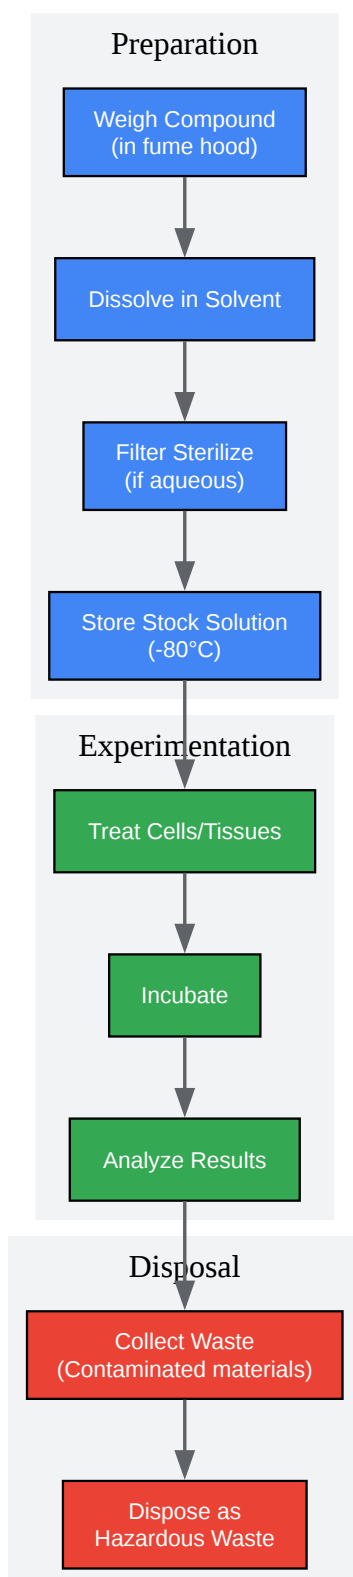 Preparation
Weigh Compound
(in fume hood)
Dissolve in Solvent
Filter Sterilize
(if aqueous)
Store Stock Solution
(-80°C)
Experimentation
Treat Cells/Tissues
Incubate
Analyze Results
Disposal
Collect Waste
(Contaminated materials)
Dispose as
Hazardous Waste